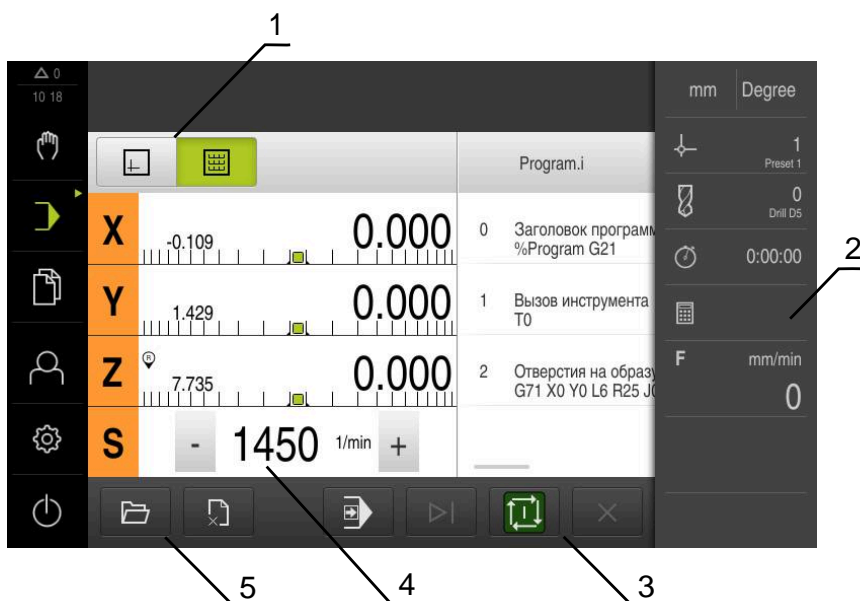 1
△ 0
10 18
mm Degree
1
Preset 1
0
Drill D5
0:00:00
2
F mm/min
0
Program.i
X -0.109 0.000
Y 1.429 0.000
Z R 7.735 0.000
S - 1450 1/min +
0 Заголовок программ
%Program G21
1 Вызов инструмента
T0
2 Отверстия на образу
G71 X0 Y0 L6 R25 J
I
5 4 3